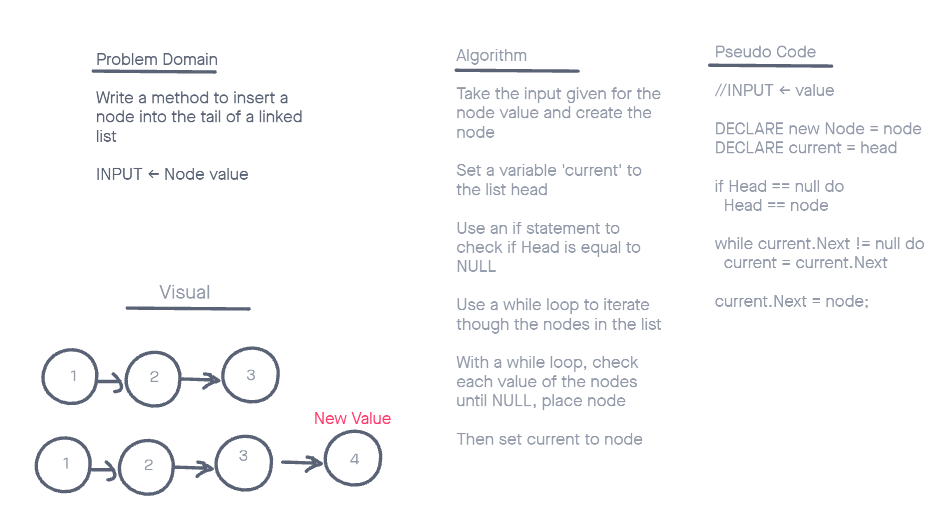 Problem Domain
Write a method to insert a
node into the tail of a linked
list
INPUT ← Node value
Visual
1
2
3
New Value
1
2
3
4
Algorithm
Take the input given for the
node value and create the
node
Set a variable 'current' to
the list head
Use an if statement to
check if Head is equal to
NULL
Use a while loop to iterate
though the nodes in the list
With a while loop, check
each value of the nodes
until NULL, place node
Then set current to node
Pseudo Code
//INPUT ← value
DECLARE new Node = node
DECLARE current = head
if Head == null do
Head == node
while current.Next != null do
current = current.Next
current.Next = node;